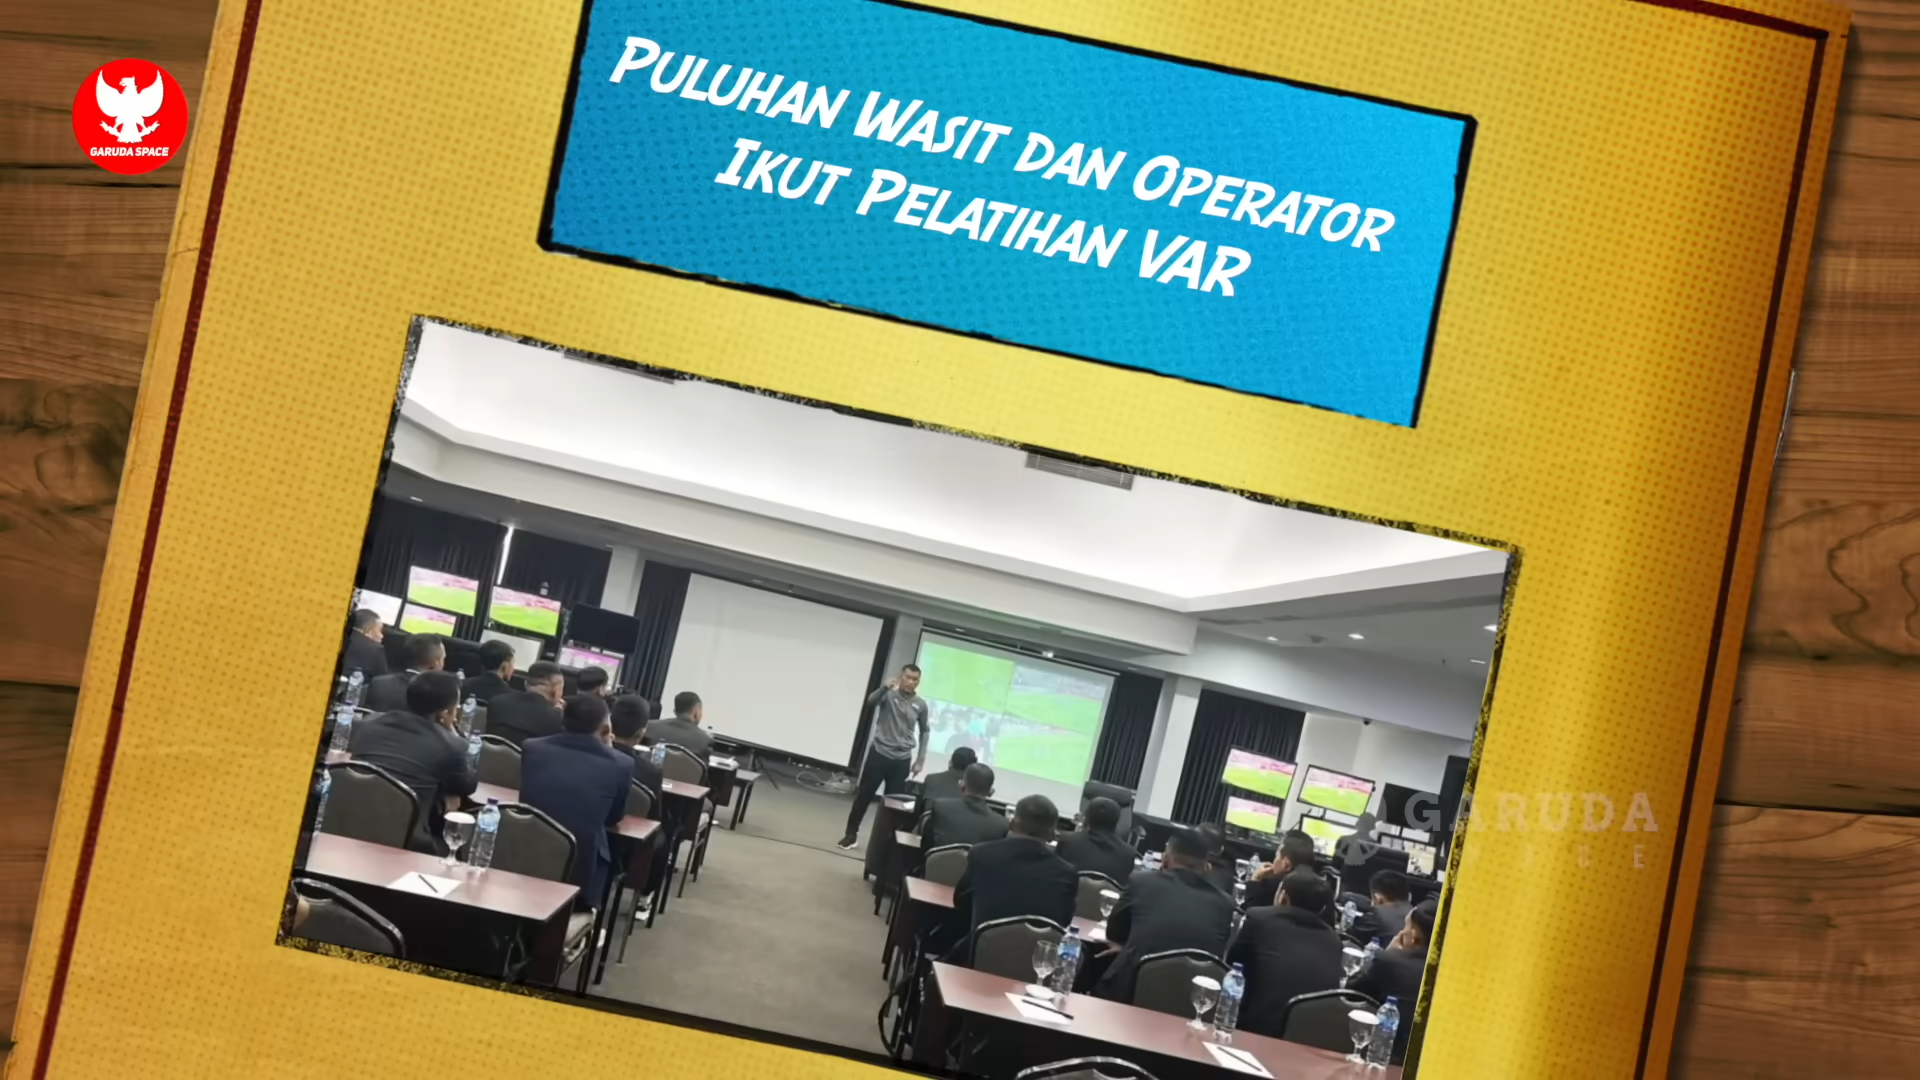 GARUDA SPACE
PULUHAN WASIT DAN OPERATOR
IKUT PELATIHAN VAR
GARUDA